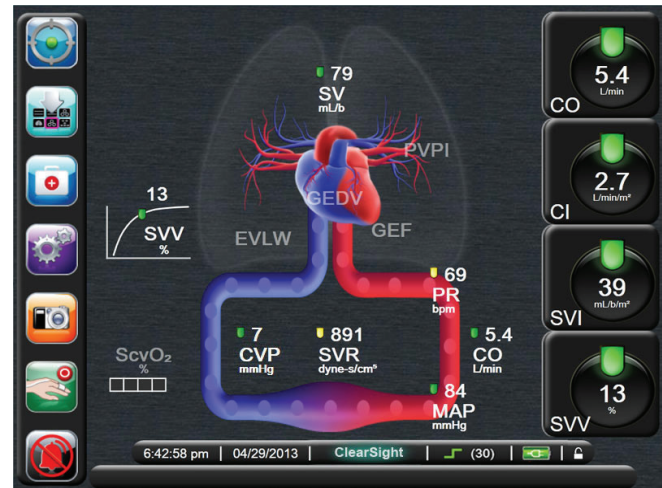 79
SV
mL/b
PVPI
GEDV
13
SVV
%
EVLW
GEF
69
PR
bpm
7
CVP
mmHg
891
SVR
dyne-s/cm⁵
5.4
CO
L/min
ScvO₂
%
84
MAP
mmHg
5.4
L/min
CO
2.7
L/min/m²
CI
39
mL/b/m²
SVI
13
%
SVV
6:42:58 pm | 04/29/2013 | ClearSight | (30) |